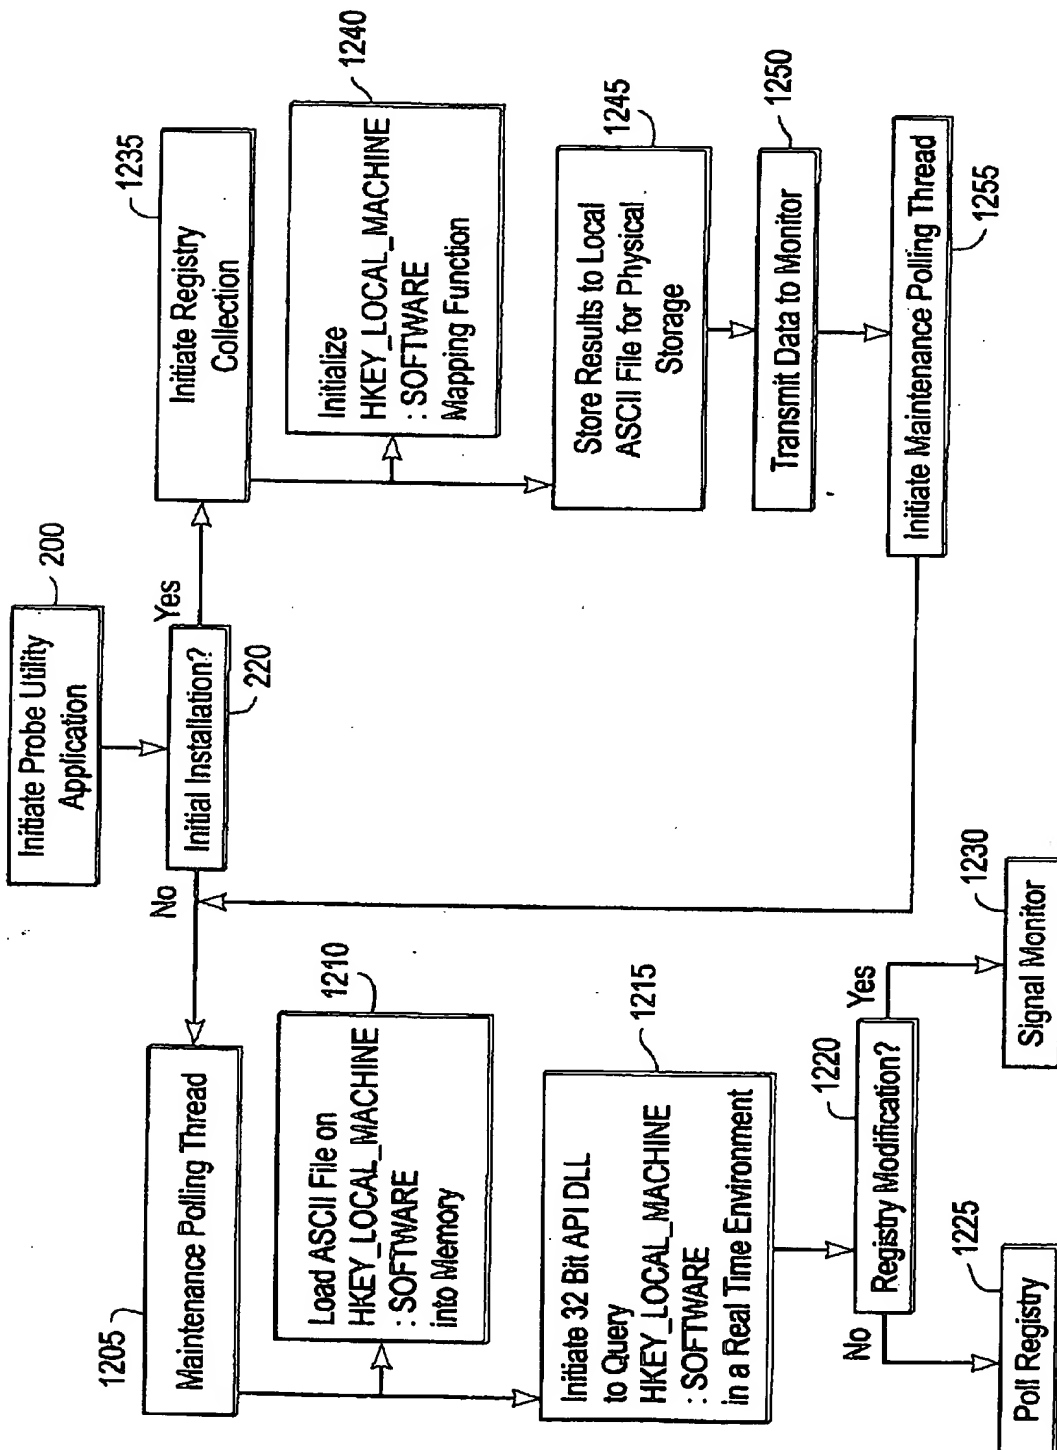 Initiate Probe Utility
Application
200
Initial Installation?
220
Yes
No
Initiate Registry
Collection
1235
Initialize
HKEY_LOCAL_MACHINE
: SOFTWARE
Mapping Function
1240
Store Results to Local
ASCII File for Physical
Storage
1245
Transmit Data to Monitor
1250
Initiate Maintenance Polling Thread
1255
Maintenance Polling Thread
1205
Load ASCII File on
HKEY_LOCAL_MACHINE
: SOFTWARE
into Memory
1210
Initiate 32 Bit API DLL
to Query
HKEY_LOCAL_MACHINE
: SOFTWARE
in a Real Time Environment
1215
Registry Modification?
1220
No
Yes
Poll Registry
1225
Signal Monitor
1230